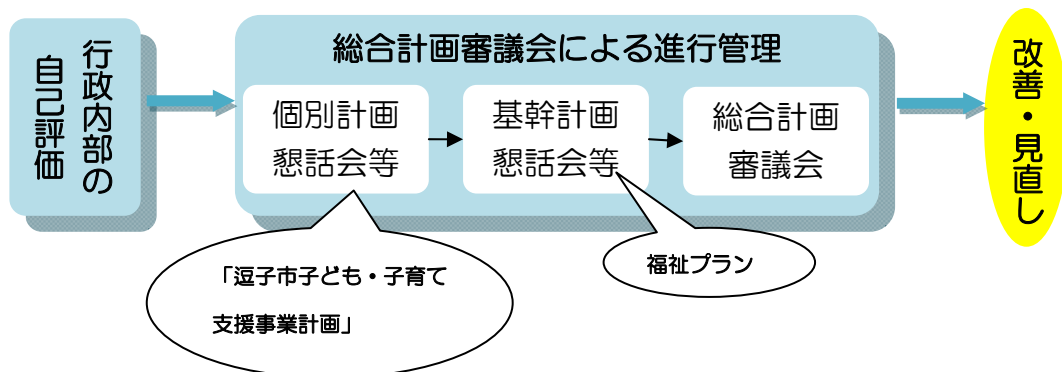 行政内部の
自己評価
総合計画審議会による進行管理
個別計画
懇話会等
基幹計画
懇話会等
総合計画
審議会
改善・見直し
「逗子市子ども・子育て
支援事業計画」
福祉プラン